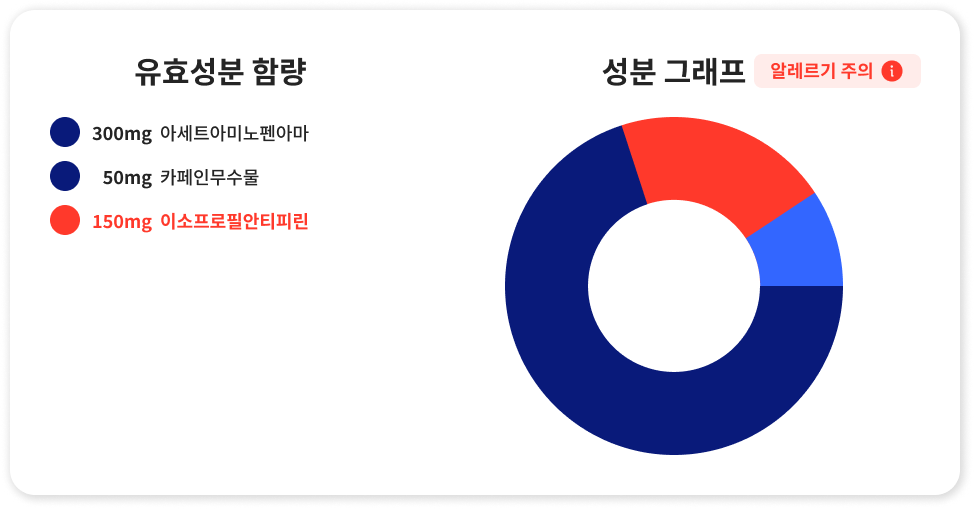 유효성분 함량
300mg 아세트아미노펜아마
50mg 카페인무수물
150mg 이소프로필안티피린
성분 그래프
알레르기 주의 i